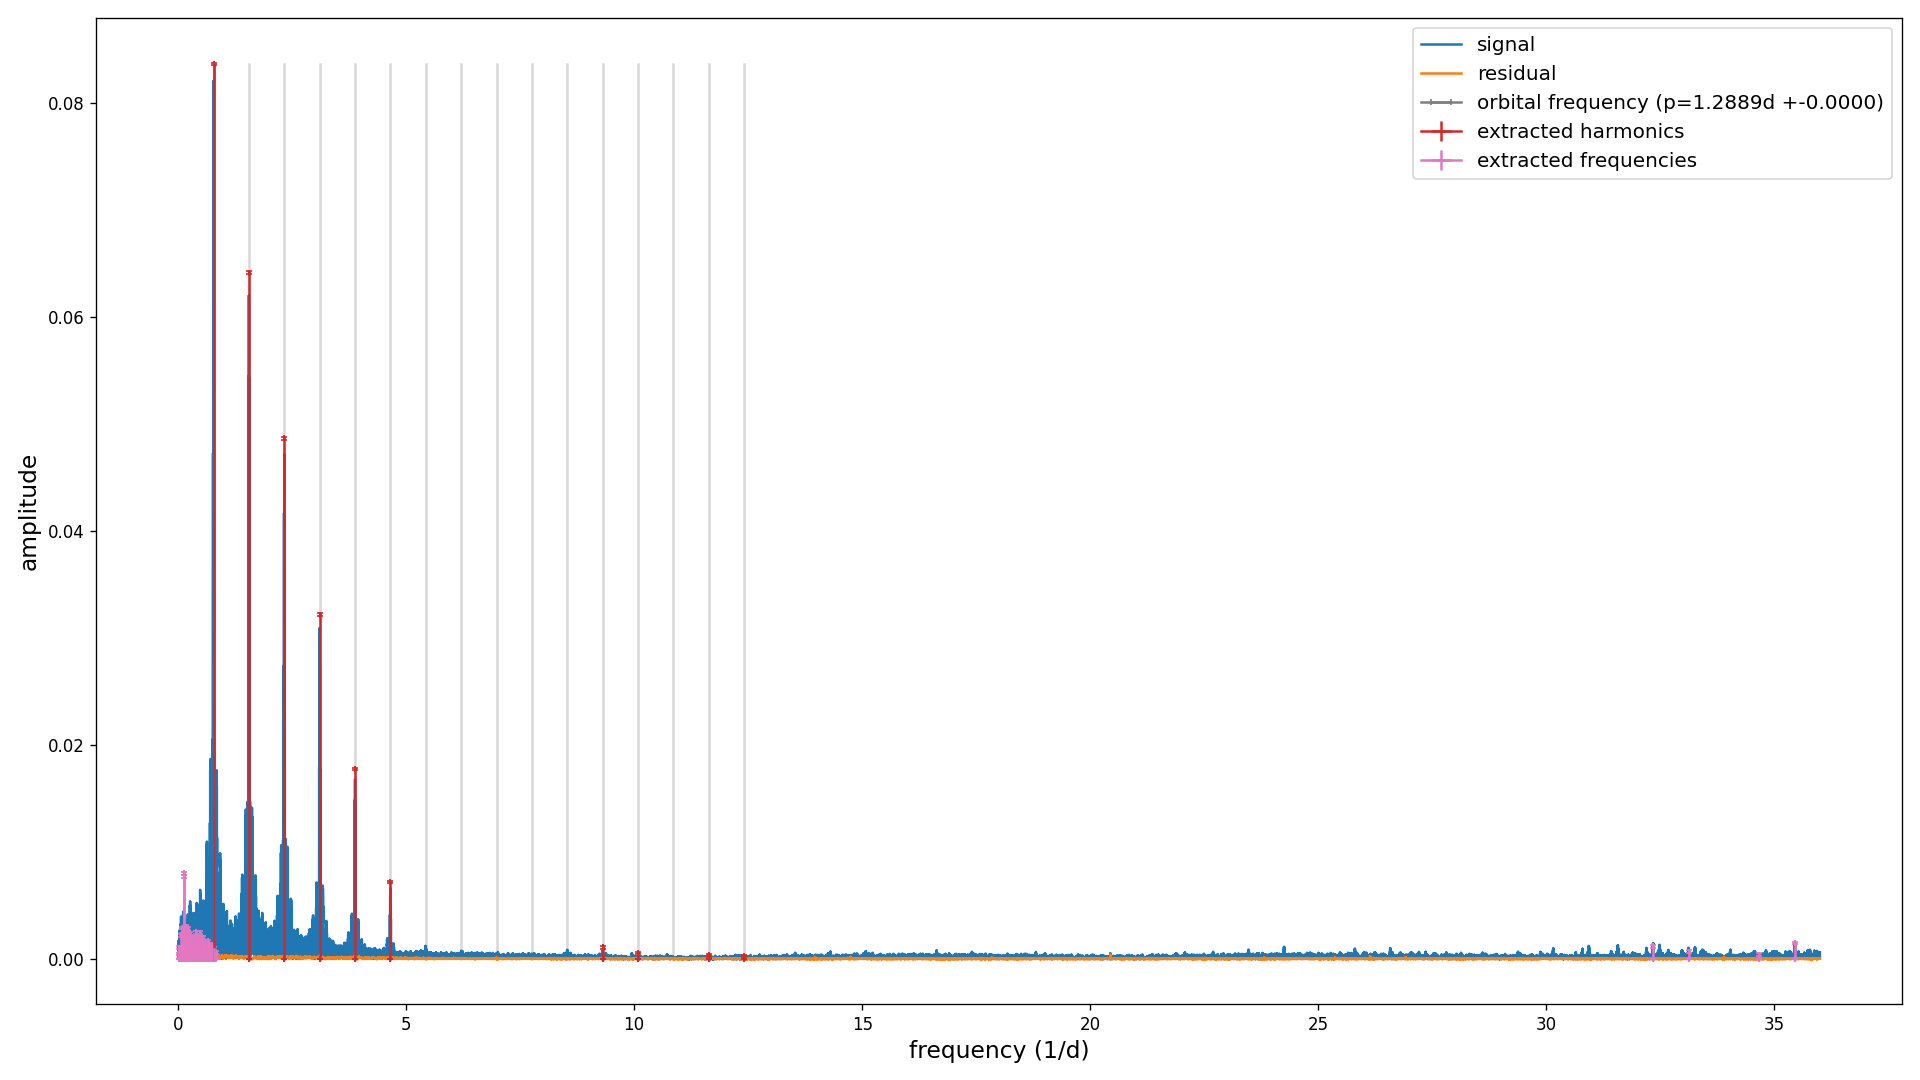 signal
residual
orbital frequency (p=1.2889d +-0.0000)
extracted harmonics
extracted frequencies
0.08
0.06
0.04
0.02
0.00
amplitude
0 5 10 15 20 25 30 35
frequency (1/d)